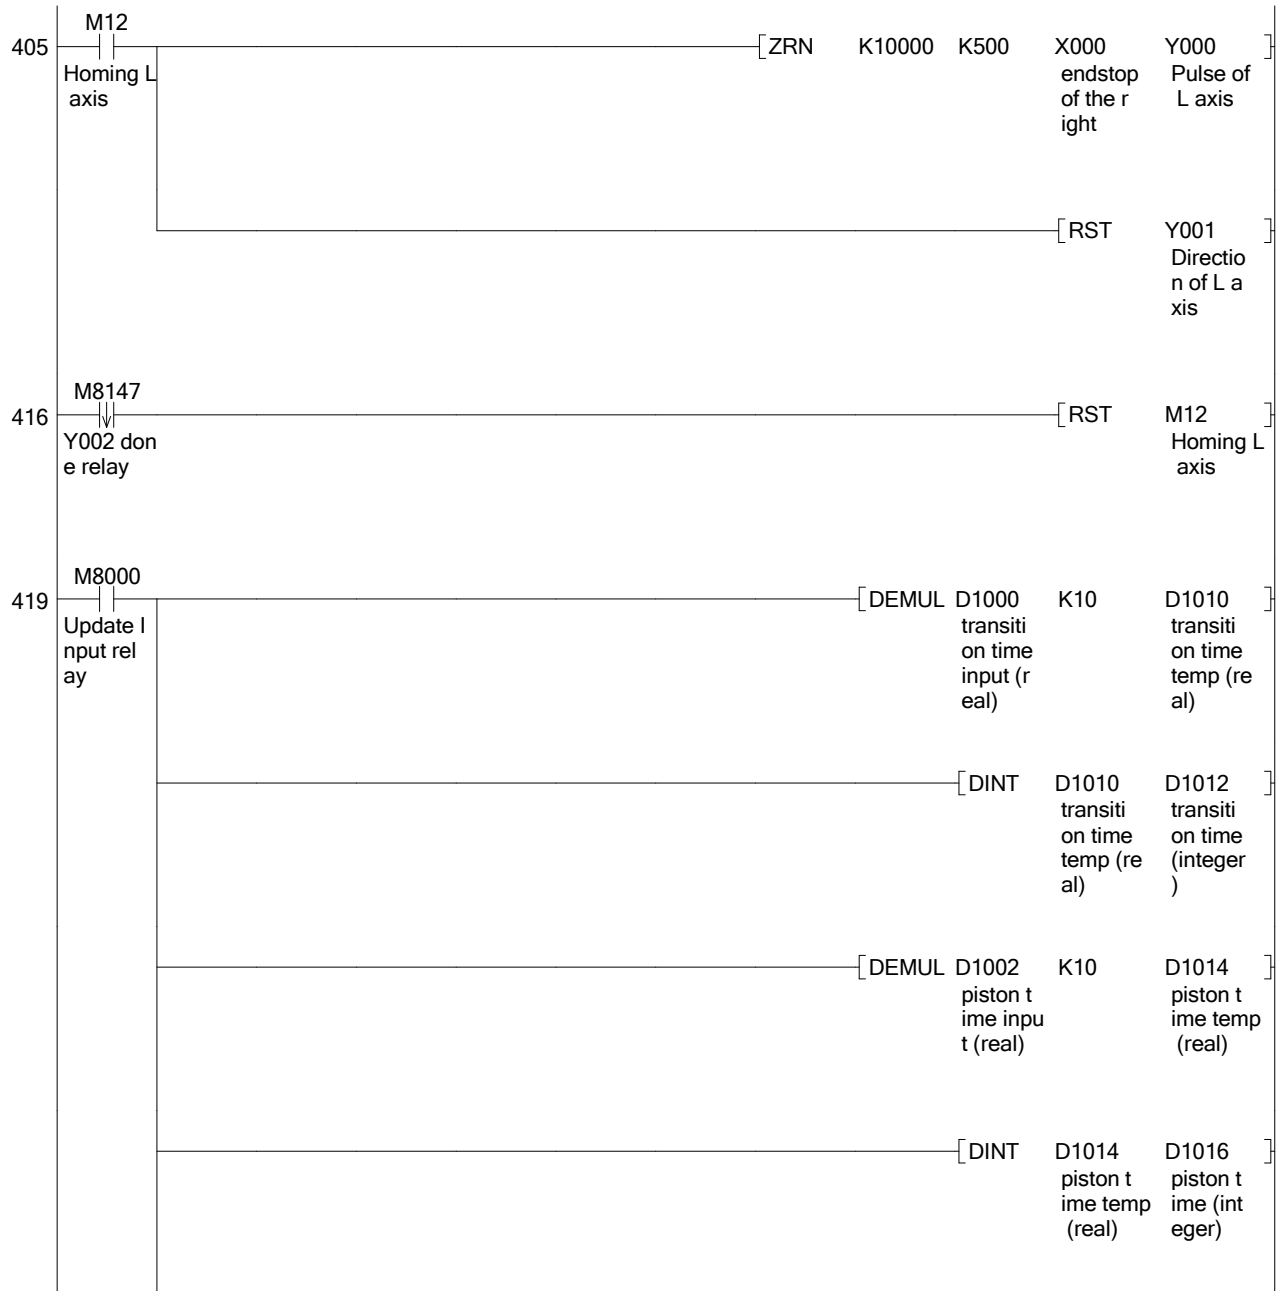 M12
405 [ZRN K10000 K500 X000 Y000 ]
Homing L
axis
endstop
of the r
ight
Pulse of
L axis
[RST Y001 ]
Directio
n of L a
xis
M8147
416 [RST M12 ]
Y002 don
e relay
Homing L
axis
M8000
419 [DEMUL D1000 K10 D1010 ]
Update I
nput rel
ay
transiti
on time
input (r
eal)
transiti
on time
temp (re
al)
[DINT D1010 D1012 ]
transiti
on time
temp (re
al)
transiti
on time
(integer
)
[DEMUL D1002 K10 D1014 ]
piston t
ime inpu
t (real)
piston t
ime temp
(real)
[DINT D1014 D1016 ]
piston t
ime temp
(real)
piston t
ime (int
eger)